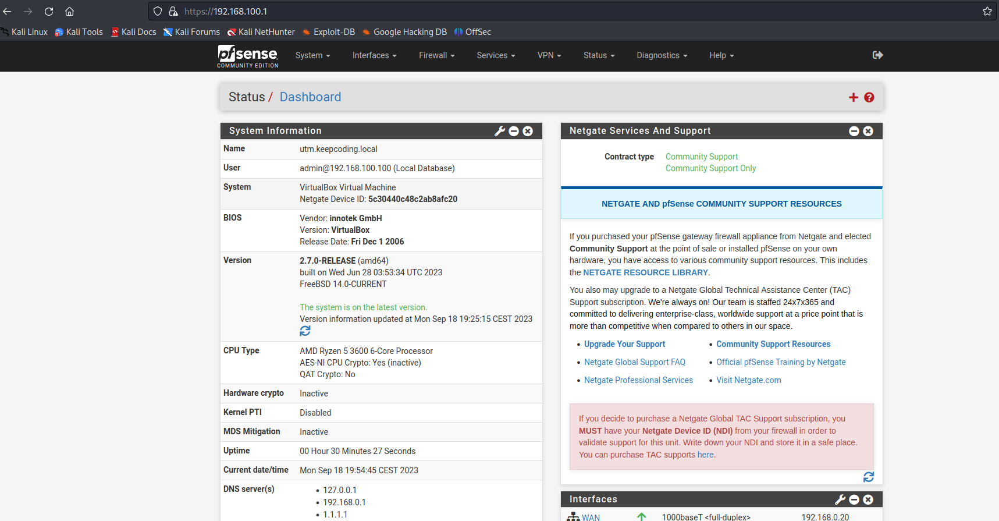 https://192.168.100.1
Kali Linux Kali Tools Kali Docs Kali Forums Kali NetHunter Exploit-DB Google Hacking DB OffSec
pfsense
COMMUNITY EDITION
System Interfaces Firewall Services VPN Status Diagnostics Help
Status / Dashboard
System Information
Name utm.keepcoding.local
User admin@192.168.100.100 (Local Database)
System VirtualBox Virtual Machine
Netgate Device ID: 5c30440c48c2ab8afc20
BIOS Vendor: innotek GmbH
Version: VirtualBox
Release Date: Fri Dec 1 2006
Version 2.7.0-RELEASE (amd64)
built on Wed Jun 28 03:53:34 UTC 2023
FreeBSD 14.0-CURRENT
The system is on the latest version.
Version information updated at Mon Sep 18 19:25:15 CEST 2023
CPU Type AMD Ryzen 5 3600 6-Core Processor
AES-NI CPU Crypto: Yes (inactive)
QAT Crypto: No
Hardware crypto Inactive
Kernel PTI Disabled
MDS Mitigation Inactive
Uptime 00 Hour 30 Minutes 27 Seconds
Current date/time Mon Sep 18 19:54:45 CEST 2023
DNS server(s) • 127.0.0.1
• 192.168.0.1
• 1.1.1.1
Netgate Services And Support
Contract type Community Support
Community Support Only
NETGATE AND pfSense COMMUNITY SUPPORT RESOURCES
If you purchased your pfSense gateway firewall appliance from Netgate and elected
Community Support at the point of sale or installed pfSense on your own
hardware, you have access to various community support resources. This includes
the NETGATE RESOURCE LIBRARY.
You also may upgrade to a Netgate Global Technical Assistance Center (TAC)
Support subscription. We're always on! Our team is staffed 24x7x365 and
committed to delivering enterprise-class, worldwide support at a price point that is
more than competitive when compared to others in our space.
• Upgrade Your Support • Community Support Resources
• Netgate Global Support FAQ • Official pfSense Training by Netgate
• Netgate Professional Services • Visit Netgate.com
If you decide to purchase a Netgate Global TAC Support subscription, you
MUST have your Netgate Device ID (NDI) from your firewall in order to
validate support for this unit. Write down your NDI and store it in a safe place.
You can purchase TAC supports here.
Interfaces
WAN 1000baseT <full-duplex> 192.168.0.20